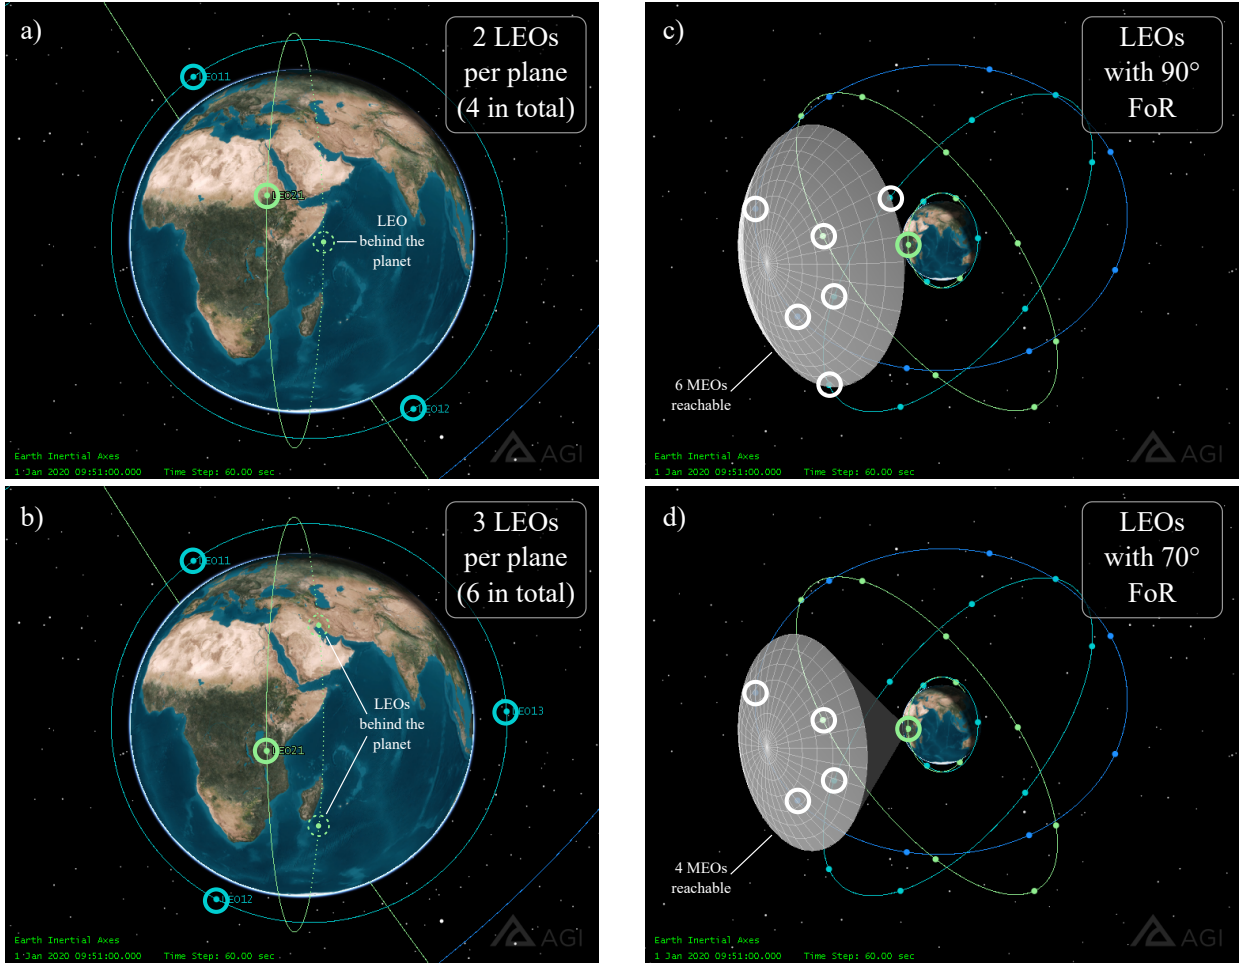 a)
2 LEOs
per plane
(4 in total)
LEO11
LEO21
LEO
behind the
planet
LEO12
AGI
Earth Inertial Axes
1 Jan 2020 09:51:00.000 Time Step: 60.00 sec
c)
LEOs
with 90°
FoR
6 MEOs
reachable
AGI
Earth Inertial Axes
1 Jan 2020 09:51:00.000 Time Step: 60.00 sec
b)
3 LEOs
per plane
(6 in total)
LEO11
LEOs
behind the
planet
LEO13
LEO21
LEO12
AGI
Earth Inertial Axes
1 Jan 2020 09:51:00.000 Time Step: 60.00 sec
d)
LEOs
with 70°
FoR
4 MEOs
reachable
AGI
Earth Inertial Axes
1 Jan 2020 09:51:00.000 Time Step: 60.00 sec